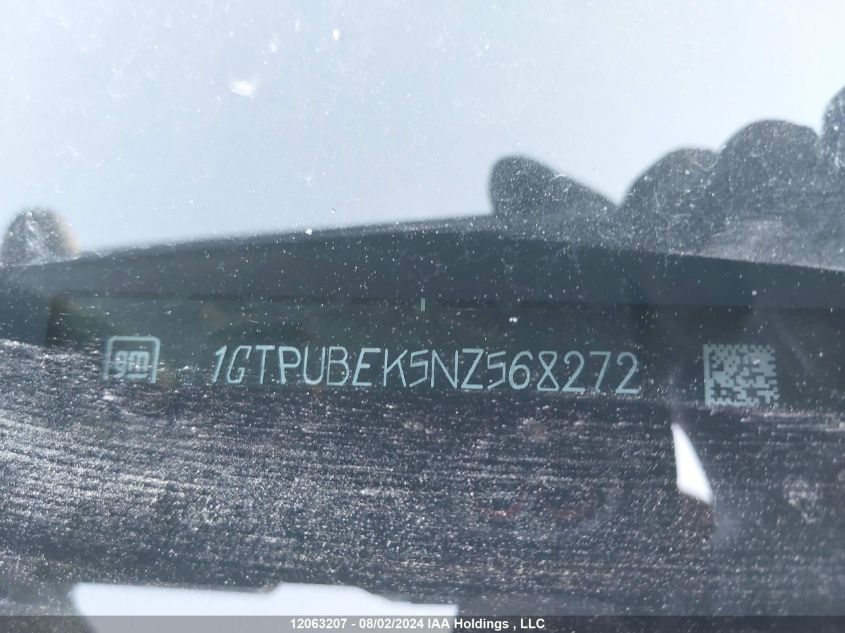 gm 1GTPUBEK5NZ568272
12063207 - 08/02/2024 IAA Holdings , LLC